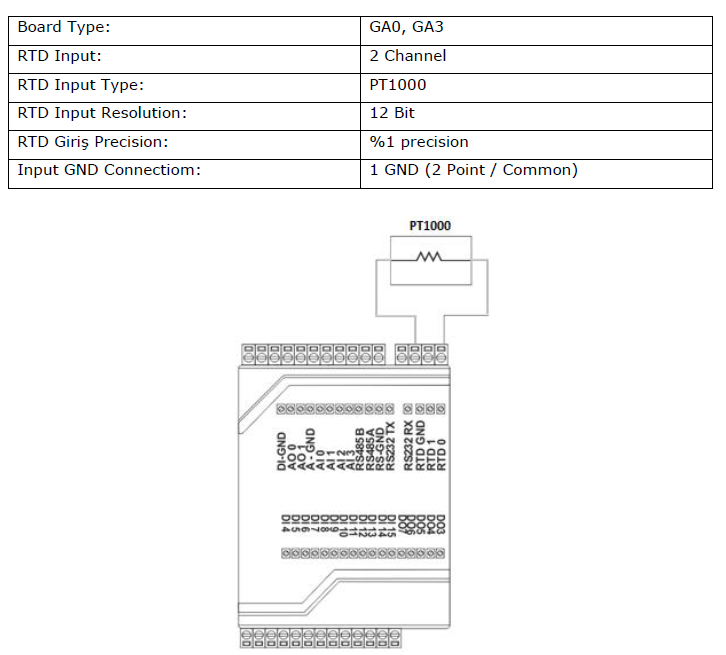 Board Type: GA0, GA3
RTD Input: 2 Channel
RTD Input Type: PT1000
RTD Input Resolution: 12 Bit
RTD Giriş Precision: %1 precision
Input GND Connectiom: 1 GND (2 Point / Common)
PT1000
DI-GND
AO 0
AO 1
A - GND
AI 0
AI 1
AI 2
AI 3
RS485B
RS485A
RS-GND
RS232 TX
RS232 RX
RTD GND
RTD 1
RTD 0
DI 4
DI 5
DI 6
DI 7
DI 8
DI 9
DI 10
DI 11
DI 12
DI 13
DI 14
DI 15
DO7
DO6
DO5
DO4
DO3